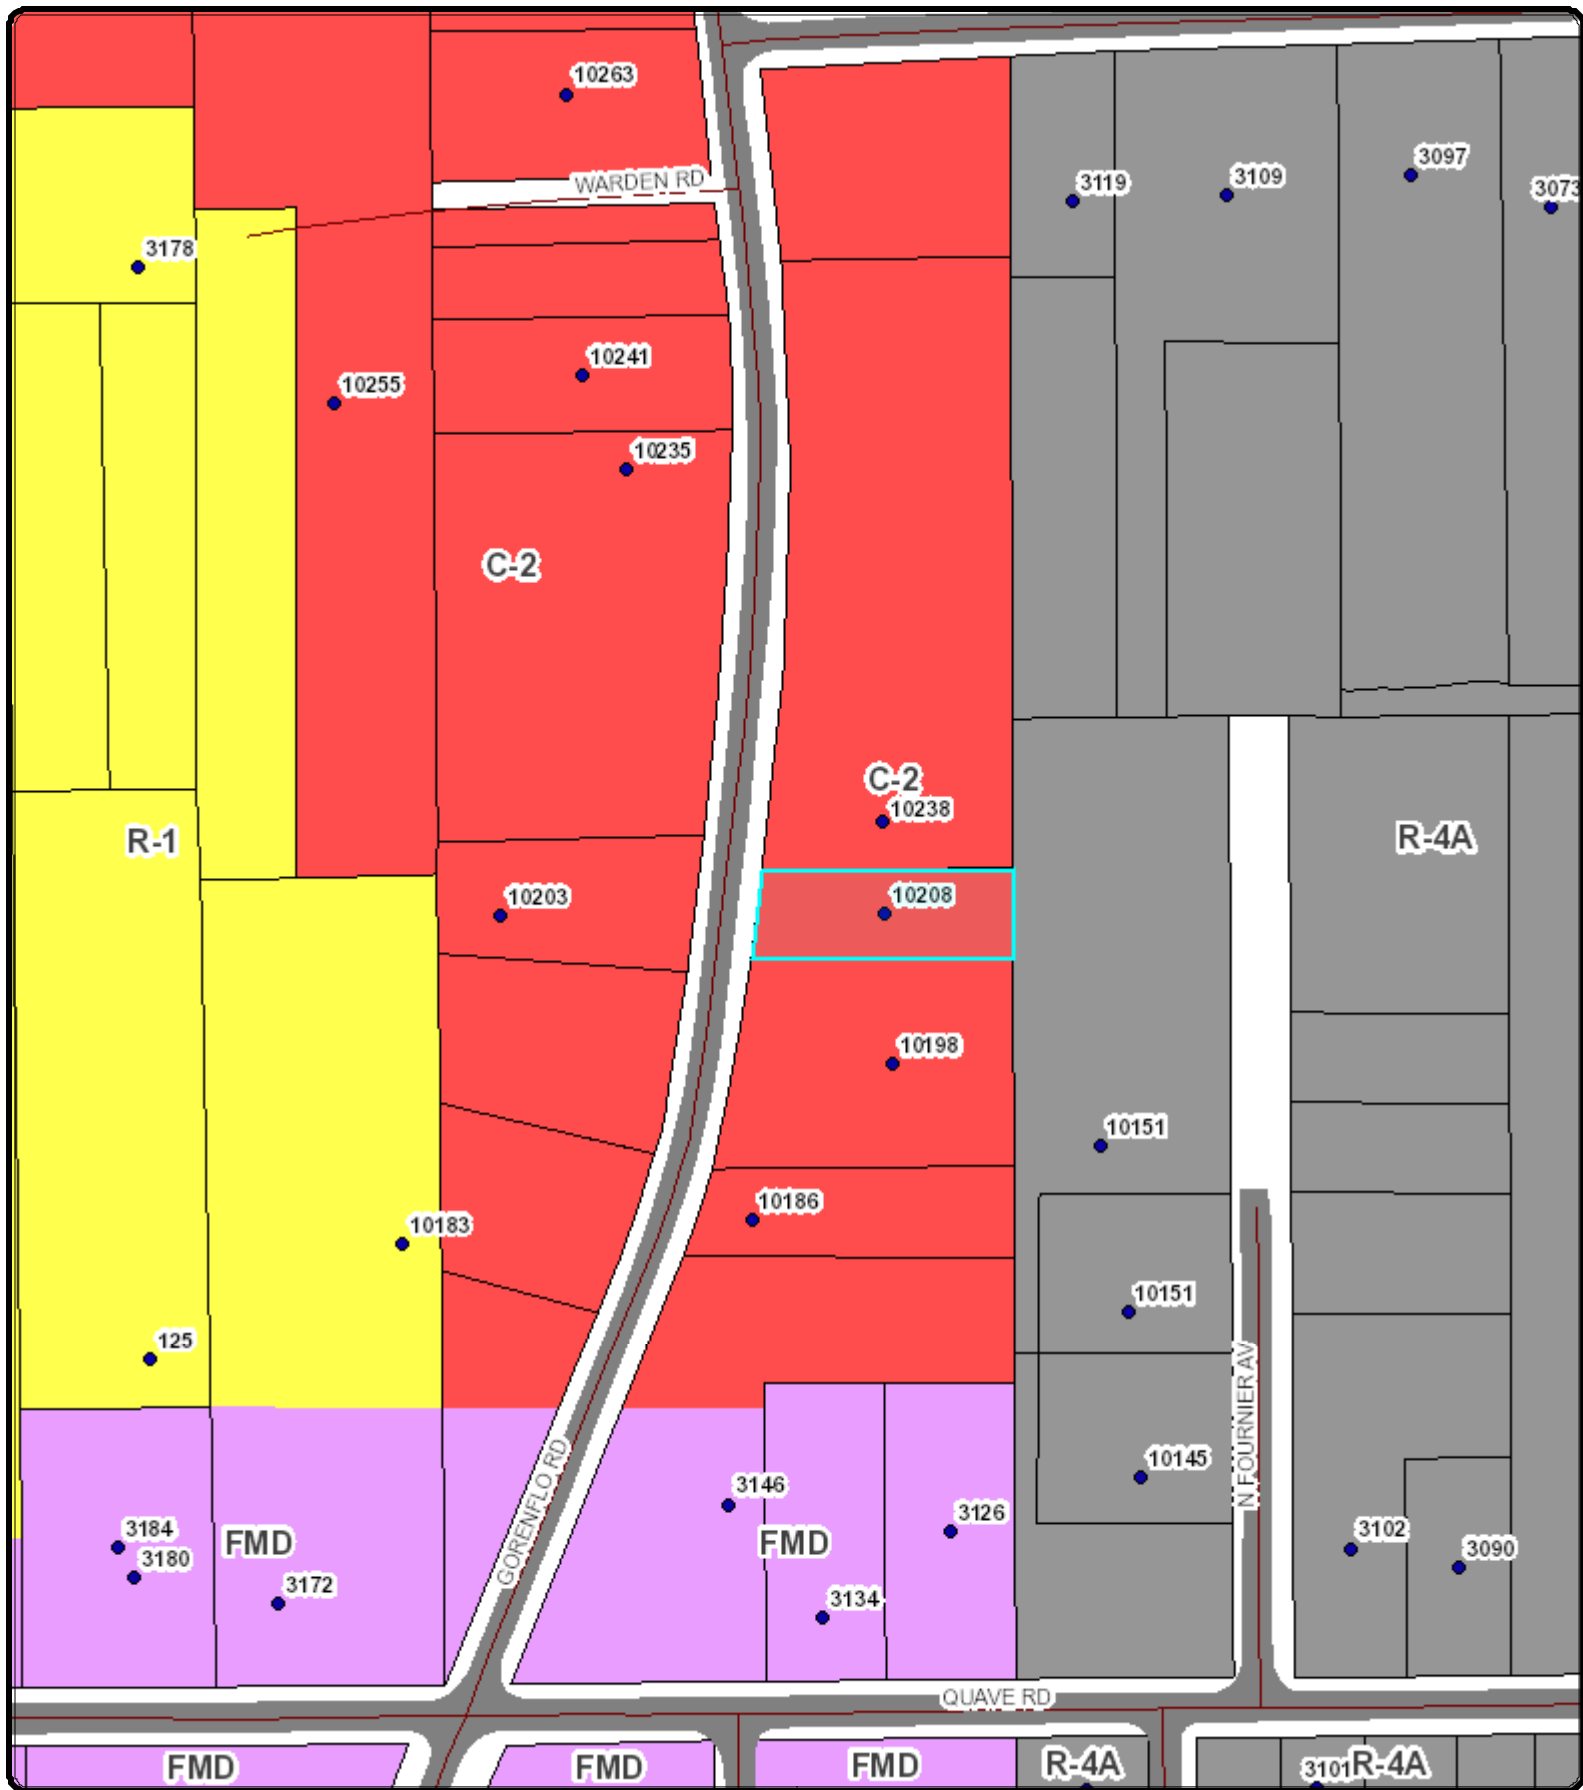 10263
3097
WARDEN RD
3119
3109
3073
3178
10241
10255
10235
C-2
C-2
10238
R-1
R-4A
10203
10208
10198
10151
10186
10183
10151
125
N FOURNIER AV
GORENFLO RD
10145
3146
3126
3184
FMD
FMD
3102
3180
3090
3172
3134
QUAVE RD
FMD
FMD
FMD
R-4A
3101
R-4A